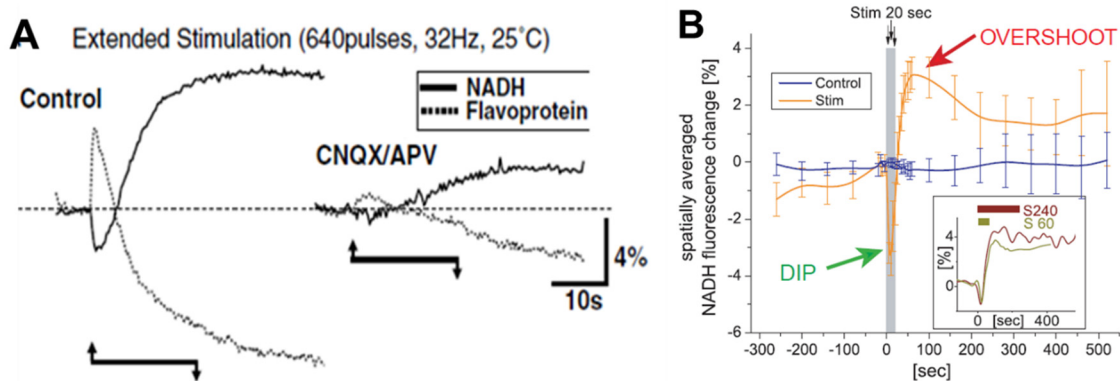 A
Extended Stimulation (640pulses, 32Hz, 25˚C)
Control
NADH
Flavoprotein
CNQX/APV
4%
10s
B
Stim 20 sec
OVERSHOOT
Control
Stim
DIP
spatially averaged
NADH fluorescence change [%]
4
2
0
-2
-4
-6
-300 -200 -100 0 100 200 300 400 500
[sec]
S240
S 60
[%]
4
0
0 [sec] 400